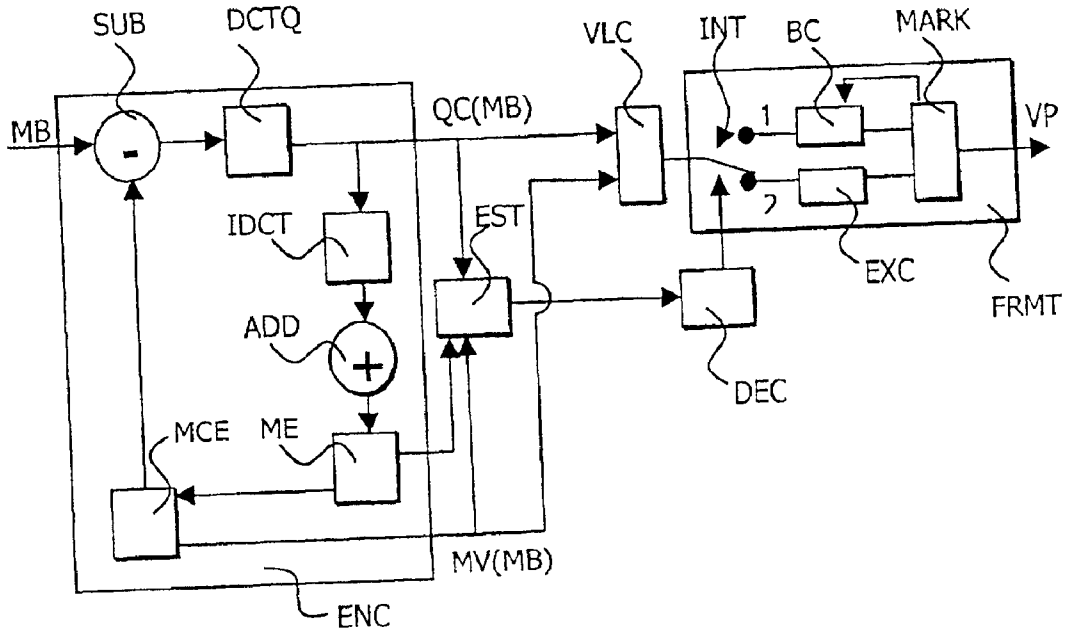 SUB
DCTQ
VLC
INT
BC
MARK
MB
-
QC(MB)
1
VP
2
IDCT
EST
EXC
FRMT
ADD
+
DEC
MCE
ME
MV(MB)
ENC